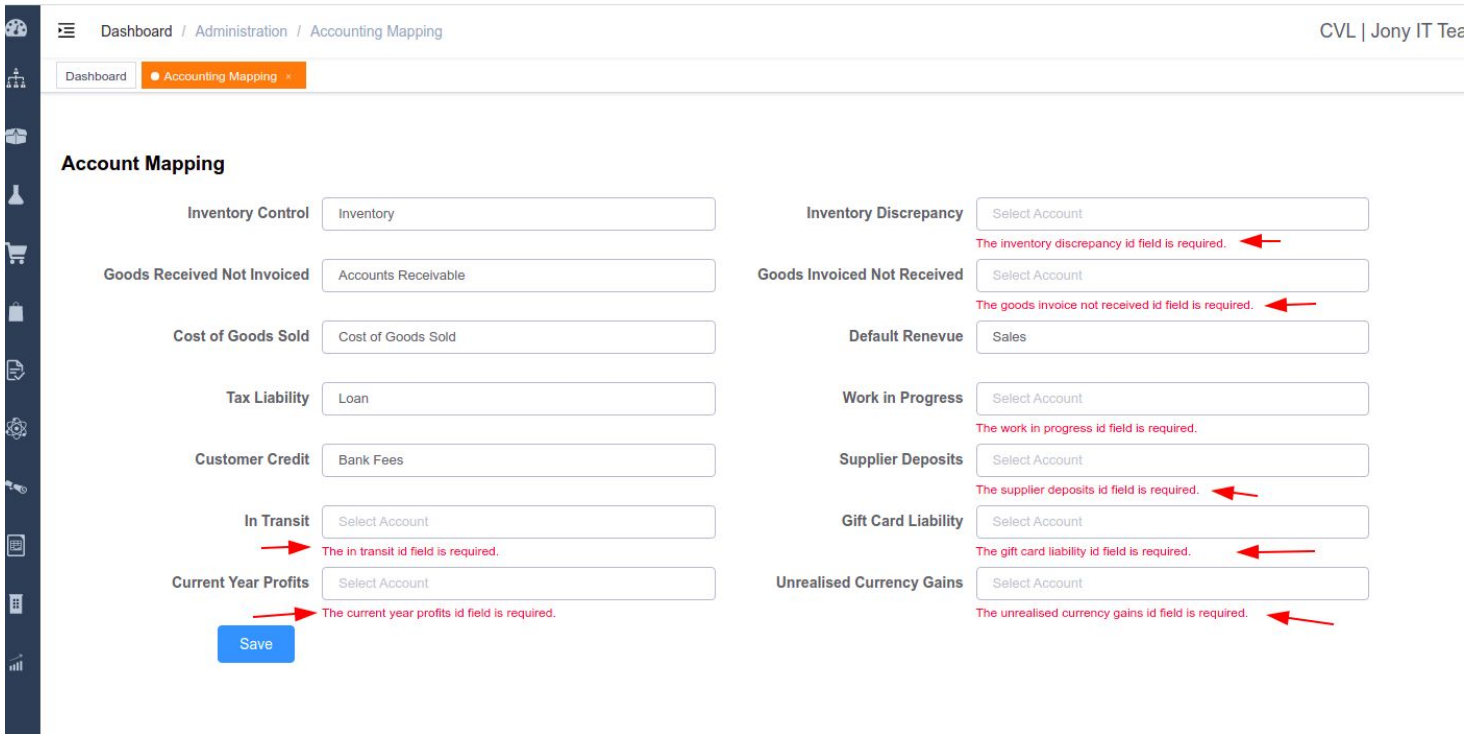 Dashboard / Administration / Accounting Mapping
CVL | Jony IT Tea
Dashboard
Accounting Mapping ×
Account Mapping
Inventory Control Inventory
Inventory Discrepancy Select Account
The inventory discrepancy id field is required.
Goods Received Not Invoiced Accounts Receivable
Goods Invoiced Not Received Select Account
The goods invoice not received id field is required.
Cost of Goods Sold Cost of Goods Sold
Default Renevue Sales
Tax Liability Loan
Work in Progress Select Account
The work in progress id field is required.
Customer Credit Bank Fees
Supplier Deposits Select Account
The supplier deposits id field is required.
In Transit Select Account
The in transit id field is required.
Gift Card Liability Select Account
The gift card liability id field is required.
Current Year Profits Select Account
The current year profits id field is required.
Unrealised Currency Gains Select Account
The unrealised currency gains id field is required.
Save